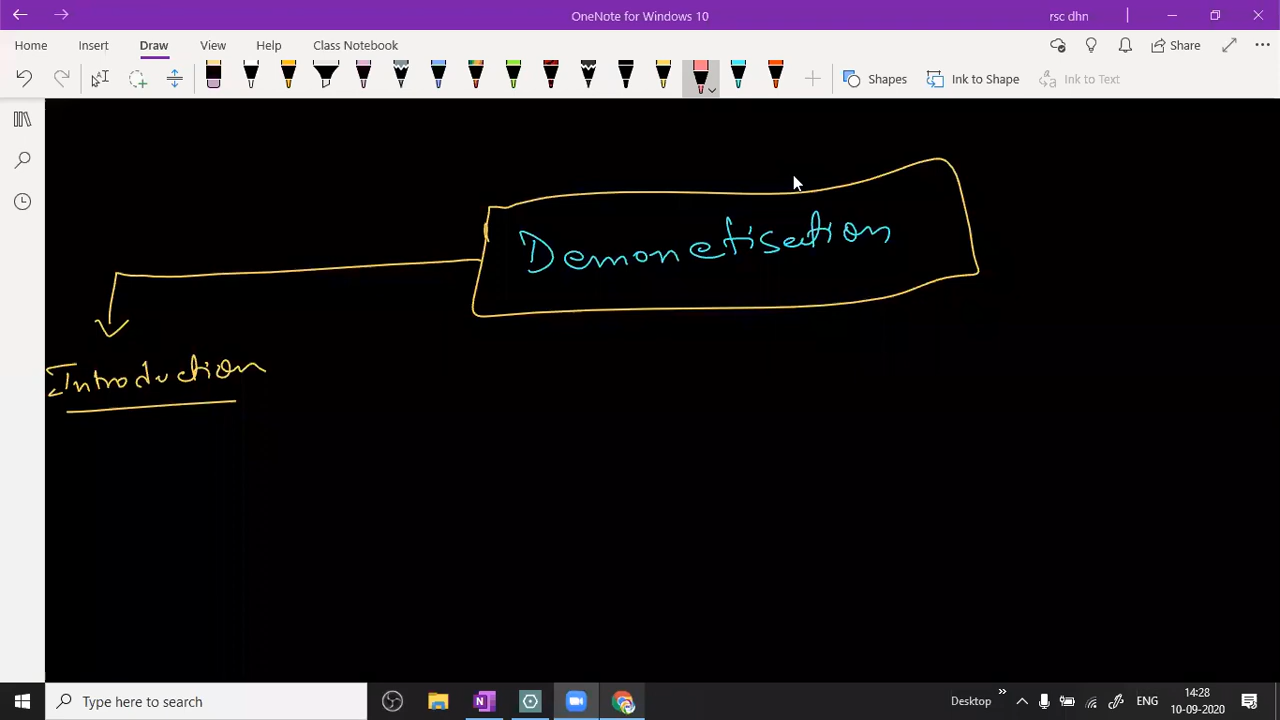 OneNote for Windows 10
rsc dhn
Home Insert Draw View Help Class Notebook
Share
Shapes Ink to Shape Ink to Text
Demonetisation
Introduction
Type here to search
Desktop
ENG
14:28
10-09-2020